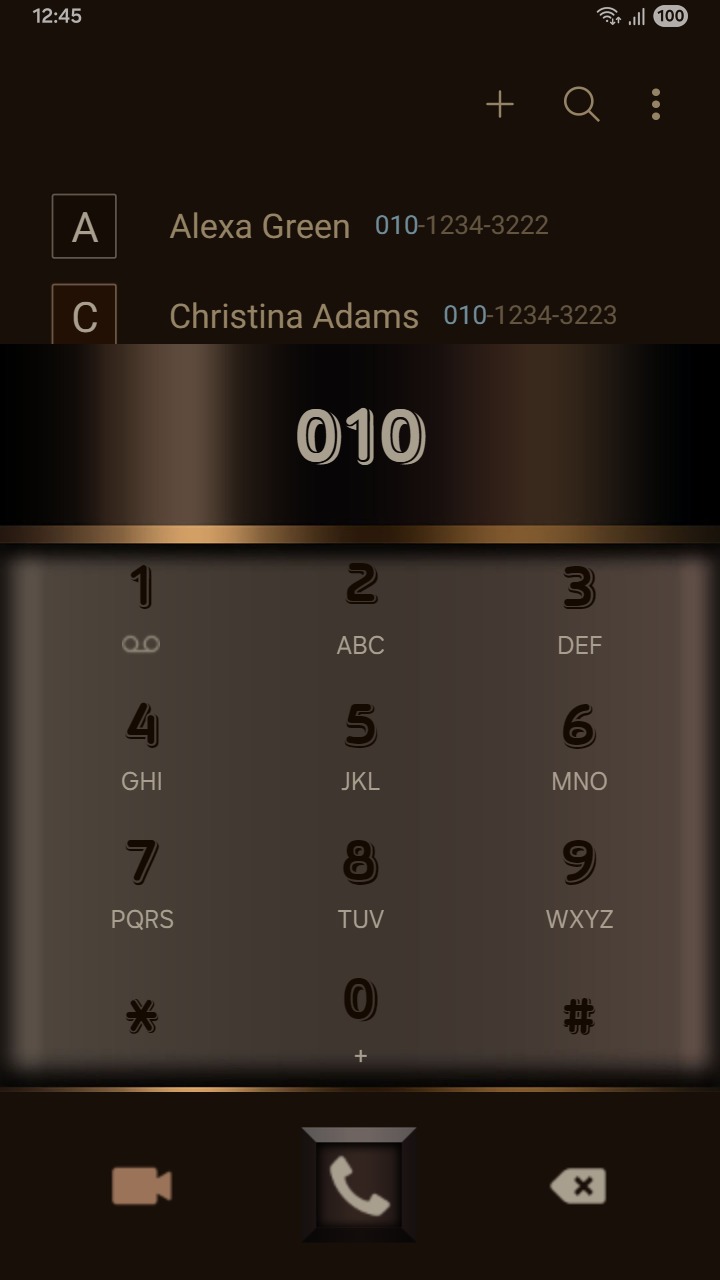 12:45 100
A Alexa Green 010-1234-3222
C Christina Adams 010-1234-3223
010
1 2 3
ABC DEF
4 5 6
GHI JKL MNO
7 8 9
PQRS TUV WXYZ
* 0 #
+